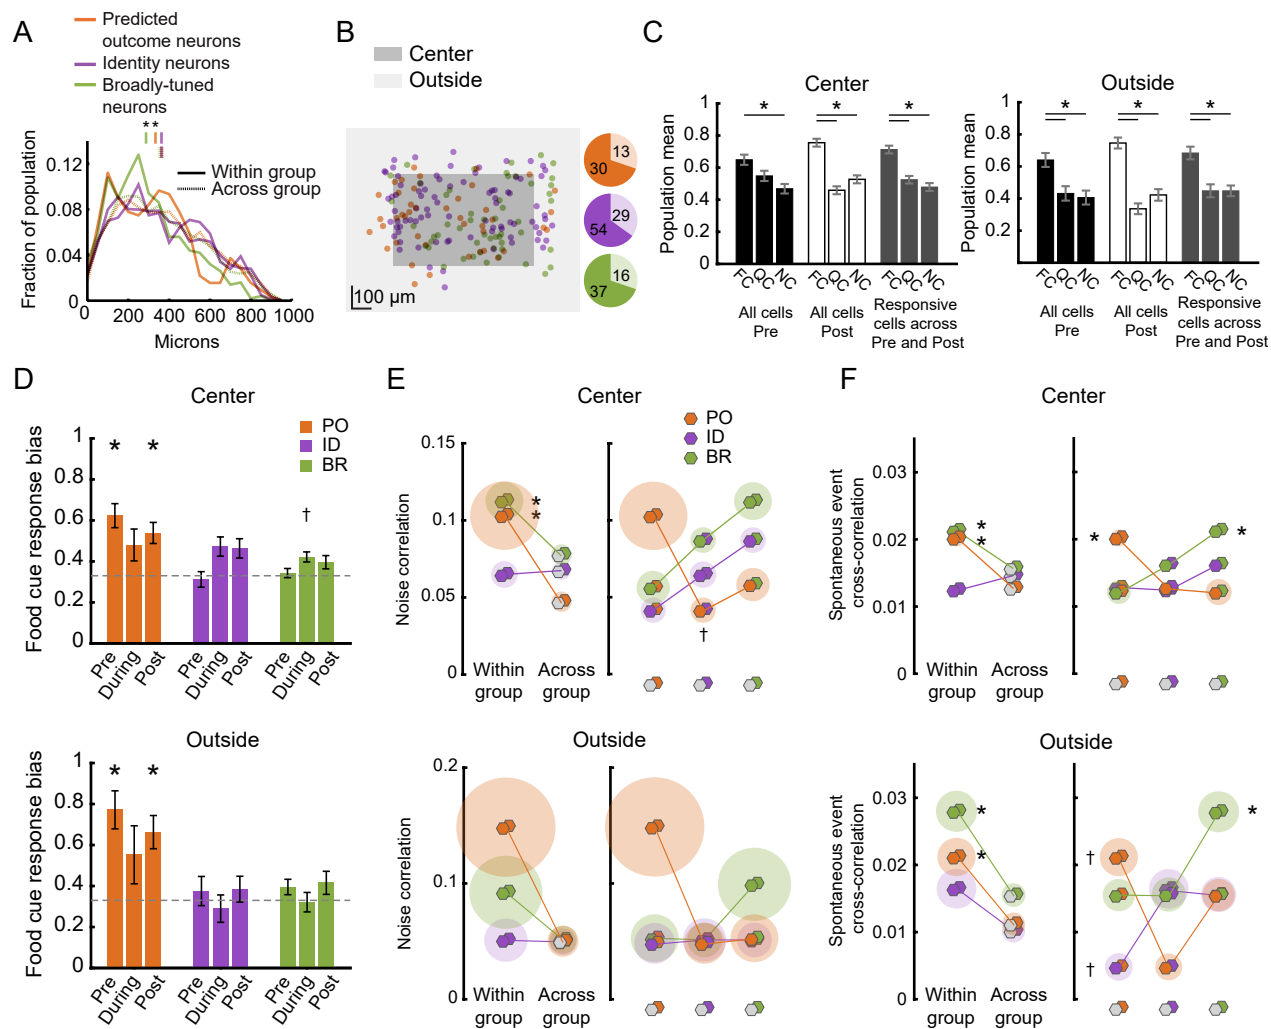 A
Predicted
outcome neurons
Identity neurons
Broadly-tuned
neurons
**
Within group
Across group
Fraction of population
0.12
0.08
0.04
0
0
200
400
600
800
1000
Microns
B
Center
Outside
100 µm
13
30
29
54
16
37
C
Center
Population mean
1
0.8
0.6
0.4
0.2
0
*
*
*
FC
OC
NC
FC
OC
NC
FC
OC
NC
All cells
Pre
All cells
Post
Responsive
cells across
Pre and Post
Outside
Population mean
1
0.8
0.6
0.4
0.2
*
*
*
FC
OC
NC
FC
OC
NC
FC
OC
NC
All cells
Pre
All cells
Post
Responsive
cells across
Pre and Post
D
Center
PO
ID
BR
Food cue response bias
1
0.8
0.6
0.4
0.2
0
*
*
†
Pre
During
Post
Pre
During
Post
Pre
During
Post
Outside
Food cue response bias
1
0.8
0.6
0.4
0.2
0
*
*
Pre
During
Post
Pre
During
Post
Pre
During
Post
E
Center
PO
ID
BR
Noise correlation
0.15
0.1
0.05
0
*
*
†
Within
group
Across
group
Outside
Noise correlation
0.2
0.1
0
Within
group
Across
group
F
Center
Spontaneous event
cross-correlation
0.03
0.02
0.01
0
*
*
*
*
Within
group
Across
group
Outside
Spontaneous event
cross-correlation
0.03
0.02
0.01
0
*
*
†
†
*
Within
group
Across
group